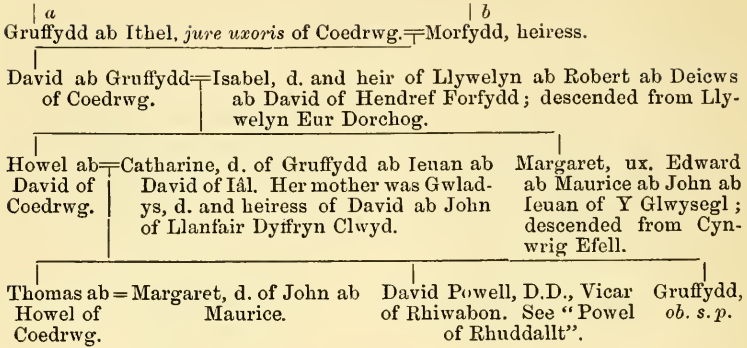 a b
Gruffydd ab Ithel, jure uxoris of Coedrwg.=Morfydd, heiress.
David ab Gruffydd=Isabel, d. and heir of Llywelyn ab Robert ab Deicws
of Coedrwg. ab David of Hendref Forfydd; descended from Lly-
welyn Eur Dorchog.
Howel ab=Catharine, d. of Gruffydd ab Ieuan ab Margaret, ux. Edward
David of David of Iâl. Her mother was Gwlad- ab Maurice ab John ab
Coedrwg. ys, d. and heiress of David ab John Ieuan of Y Glwysegl;
of Llanfair Dyffryn Clwyd. descended from Cyn-
wrig Efell.
Thomas ab=Margaret, d. of John ab David Powell, D.D., Vicar Gruffydd,
Howel of Maurice. of Rhiwabon. See “Powel ob. s. p.
Coedrwg. of Rhuddallt”.